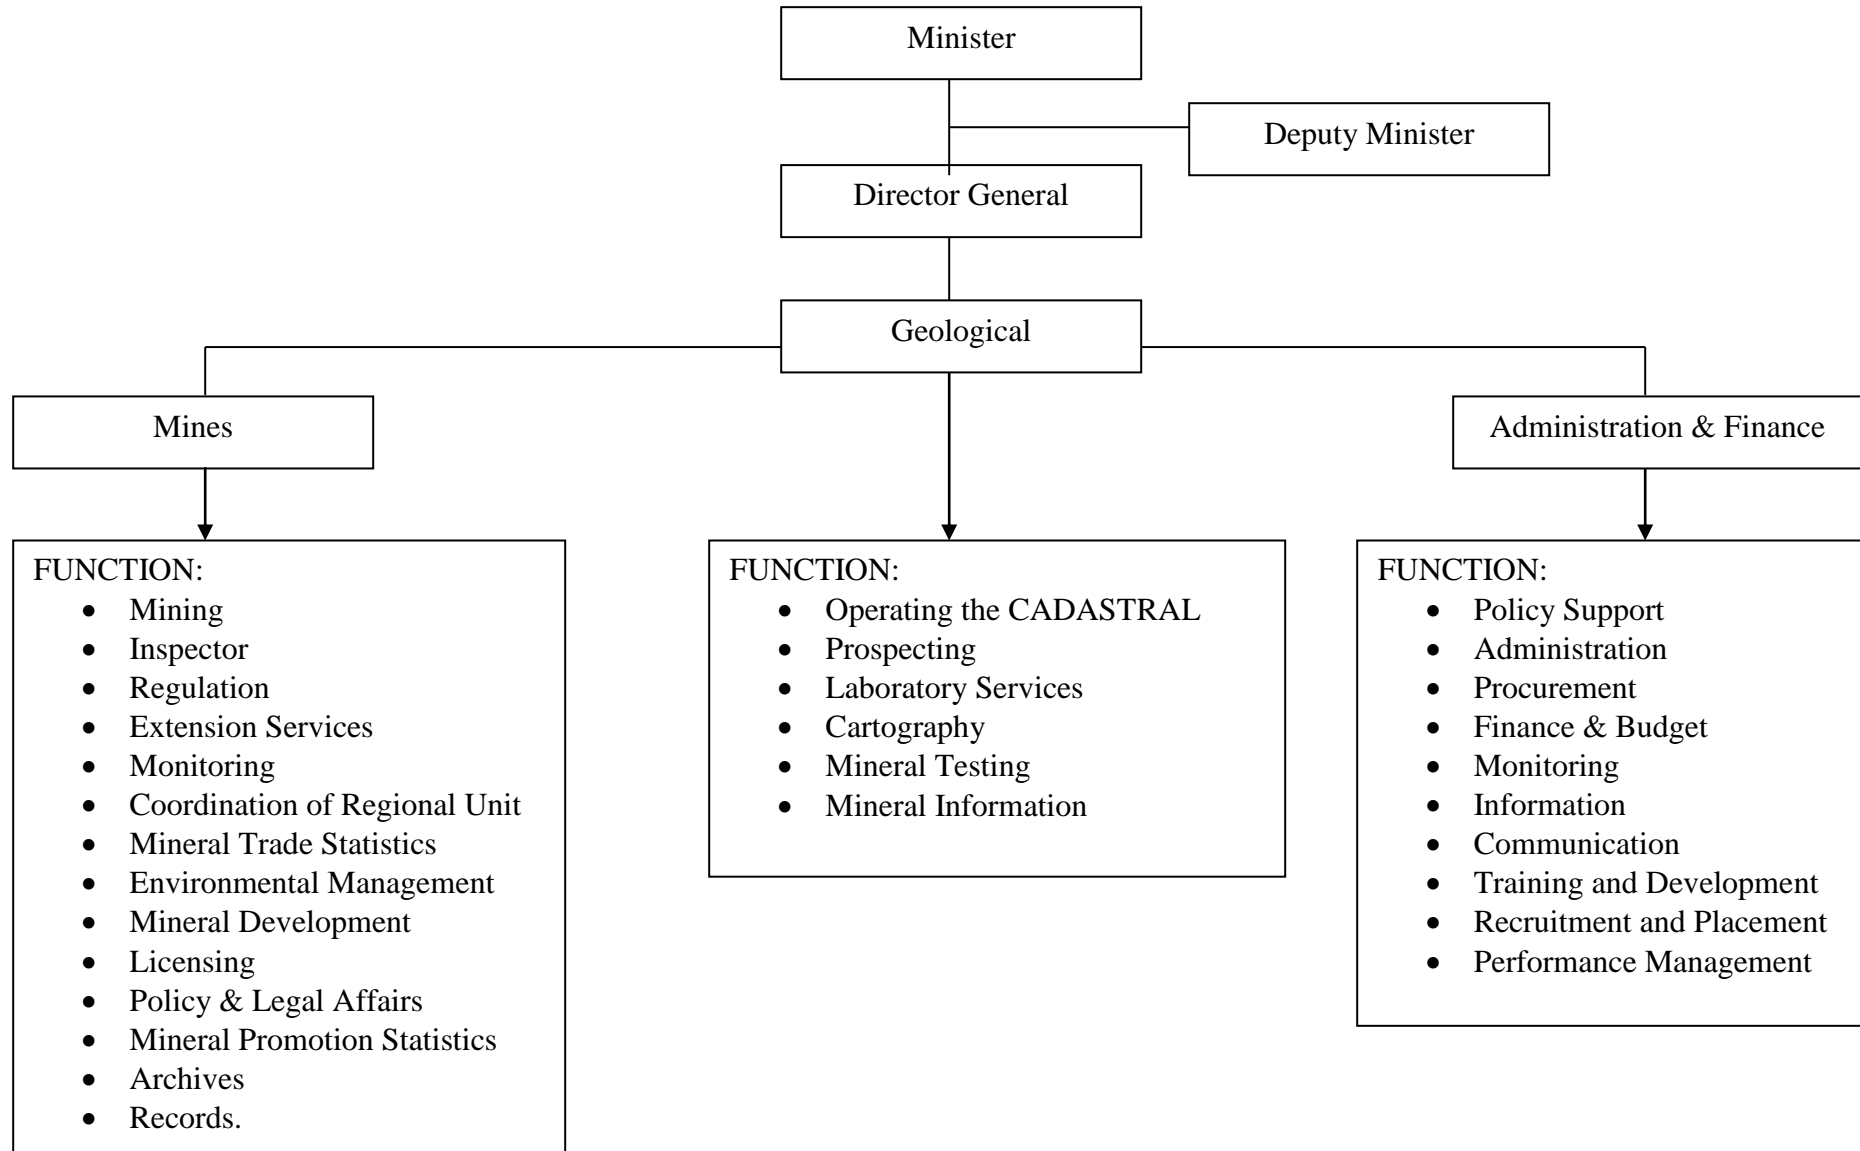 Minister
Deputy Minister
Director General
Geological
Mines
Administration & Finance
FUNCTION:
• Mining
• Inspector
• Regulation
• Extension Services
• Monitoring
• Coordination of Regional Unit
• Mineral Trade Statistics
• Environmental Management
• Mineral Development
• Licensing
• Policy & Legal Affairs
• Mineral Promotion Statistics
• Archives
• Records.
FUNCTION:
• Operating the CADASTRAL
• Prospecting
• Laboratory Services
• Cartography
• Mineral Testing
• Mineral Information
FUNCTION:
• Policy Support
• Administration
• Procurement
• Finance & Budget
• Monitoring
• Information
• Communication
• Training and Development
• Recruitment and Placement
• Performance Management